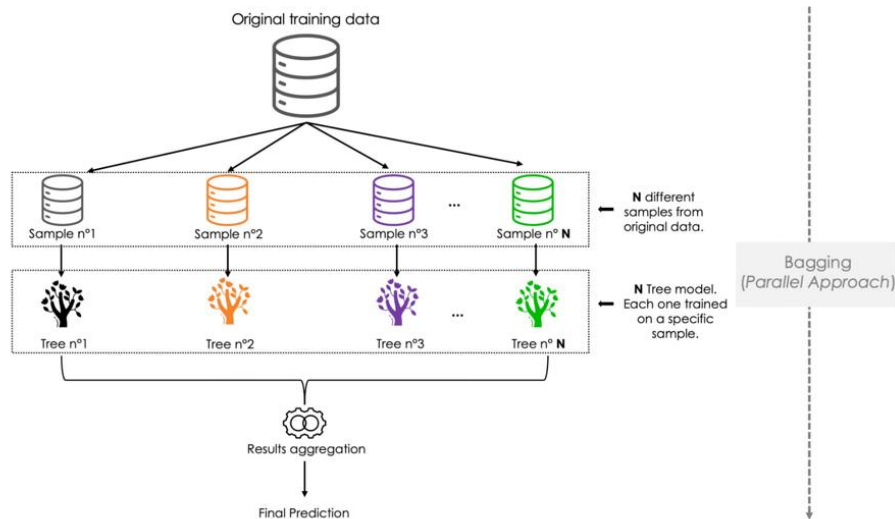 Original training data
Sample n°1
Sample n°2
Sample n°3
...
Sample n° N
N different
samples from
original data.
Tree n°1
Tree n°2
Tree n°3
...
Tree n° N
N Tree model.
Each one trained
on a specific
sample.
Bagging
(Parallel Approach)
Results aggregation
Final Prediction